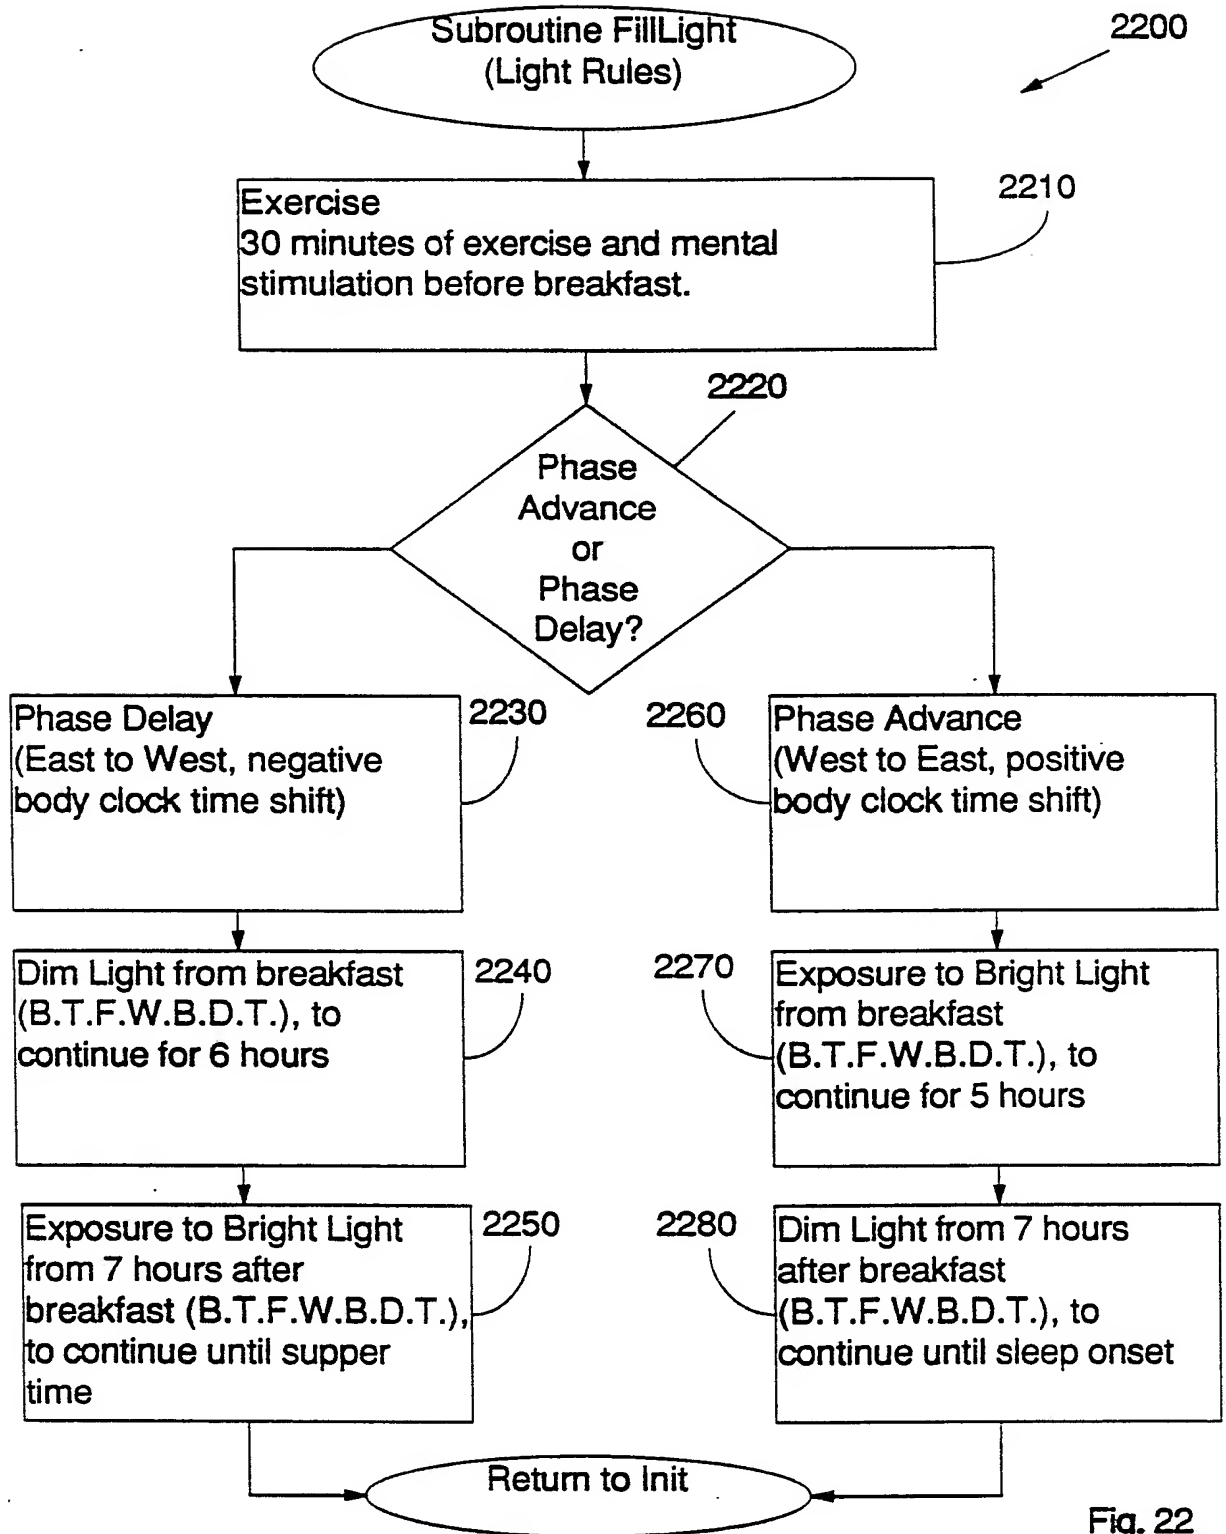 Subroutine FillLight
(Light Rules)
2200
Exercise
30 minutes of exercise and mental
stimulation before breakfast.
2210
2220
Phase
Advance
or
Phase
Delay?
Phase Delay
(East to West, negative
body clock time shift)
2230
2260
Phase Advance
(West to East, positive
body clock time shift)
Dim Light from breakfast
(B.T.F.W.B.D.T.), to
continue for 6 hours
2240
2270
Exposure to Bright Light
from breakfast
(B.T.F.W.B.D.T.), to
continue for 5 hours
Exposure to Bright Light
from 7 hours after
breakfast (B.T.F.W.B.D.T.),
to continue until supper
time
2250
2280
Dim Light from 7 hours
after breakfast
(B.T.F.W.B.D.T.), to
continue until sleep onset
Return to Init
Fig. 22